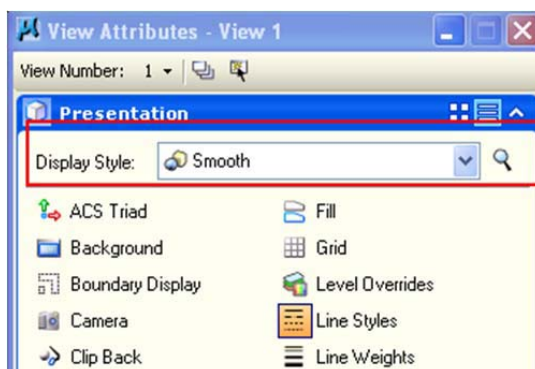 View Attributes - View 1
View Number: 1
Presentation
Display Style: Smooth
ACS Triad Fill
Background Grid
Boundary Display Level Overrides
Camera Line Styles
Clip Back Line Weights